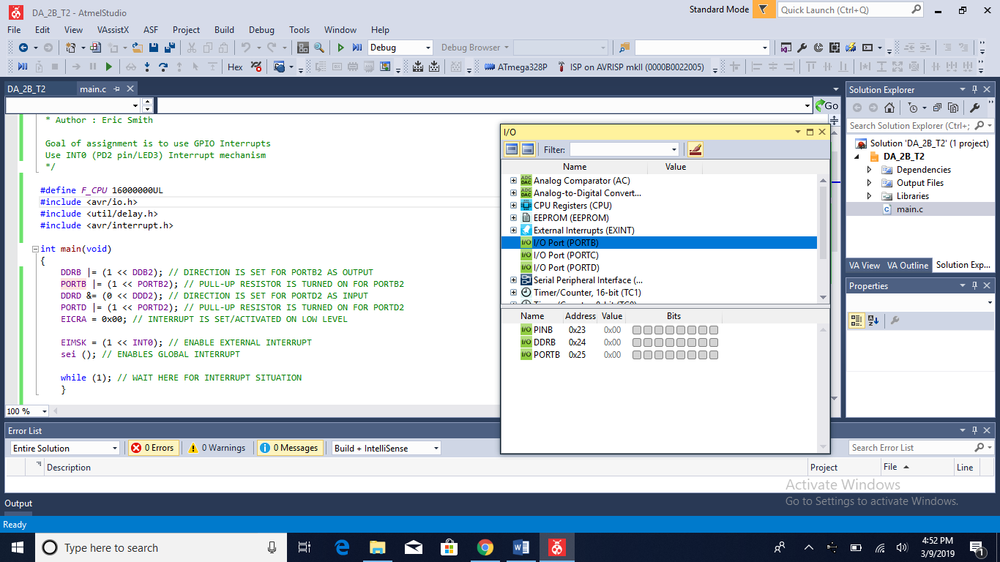 DA_2B_T2 - AtmelStudio
Standard Mode
Quick Launch (Ctrl+Q)
File Edit View VAssistX ASF Project Build Debug Tools Window Help
Debug
Debug Browser
Hex
ATmega328P
ISP on AVRISP mkII (0000B0022005)
DA_2B_T2
main.c
Go
* Author : Eric Smith
Goal of assignment is to use GPIO Interrupts
Use INT0 (PD2 pin/LED3) Interrupt mechanism
*/
#define F_CPU 16000000UL
#include <avr/io.h>
#include <util/delay.h>
#include <avr/interrupt.h>
int main(void)
{
DDRB |= (1 << DDB2); // DIRECTION IS SET FOR PORTB2 AS OUTPUT
PORTB |= (1 << PORTB2); // PULL-UP RESISTOR IS TURNED ON FOR PORTB2
DDRD &= (0 << DDD2); // DIRECTION IS SET FOR PORTD2 AS INPUT
PORTD |= (1 << PORTD2); // PULL-UP RESISTOR IS TURNED ON FOR PORTD2
EICRA = 0x00; // INTERRUPT IS SET/ACTIVATED ON LOW LEVEL
EIMSK = (1 << INT0); // ENABLE EXTERNAL INTERRUPT
sei (); // ENABLES GLOBAL INTERRUPT
while (1); // WAIT HERE FOR INTERRUPT SITUATION
}
100 %
I/O
Filter:
Name Value
Analog Comparator (AC)
Analog-to-Digital Convert...
CPU Registers (CPU)
EEPROM (EEPROM)
External Interrupts (EXINT)
I/O Port (PORTB)
I/O Port (PORTC)
I/O Port (PORTD)
Serial Peripheral Interface (...
Timer/Counter, 16-bit (TC1)
Name Address Value Bits
PINB 0x23 0x00
DDRB 0x24 0x00
PORTB 0x25 0x00
Solution Explorer
Search Solution Explorer (Ctrl+;
Solution 'DA_2B_T2' (1 project)
DA_2B_T2
Dependencies
Output Files
Libraries
main.c
VA View VA Outline Solution Exp...
Properties
Error List
Entire Solution
0 Errors
0 Warnings
0 Messages
Build + IntelliSense
Search Error List
Description Project File Line
Activate Windows
Go to Settings to activate Windows.
Output
Ready
Type here to search
4:52 PM
3/9/2019
1